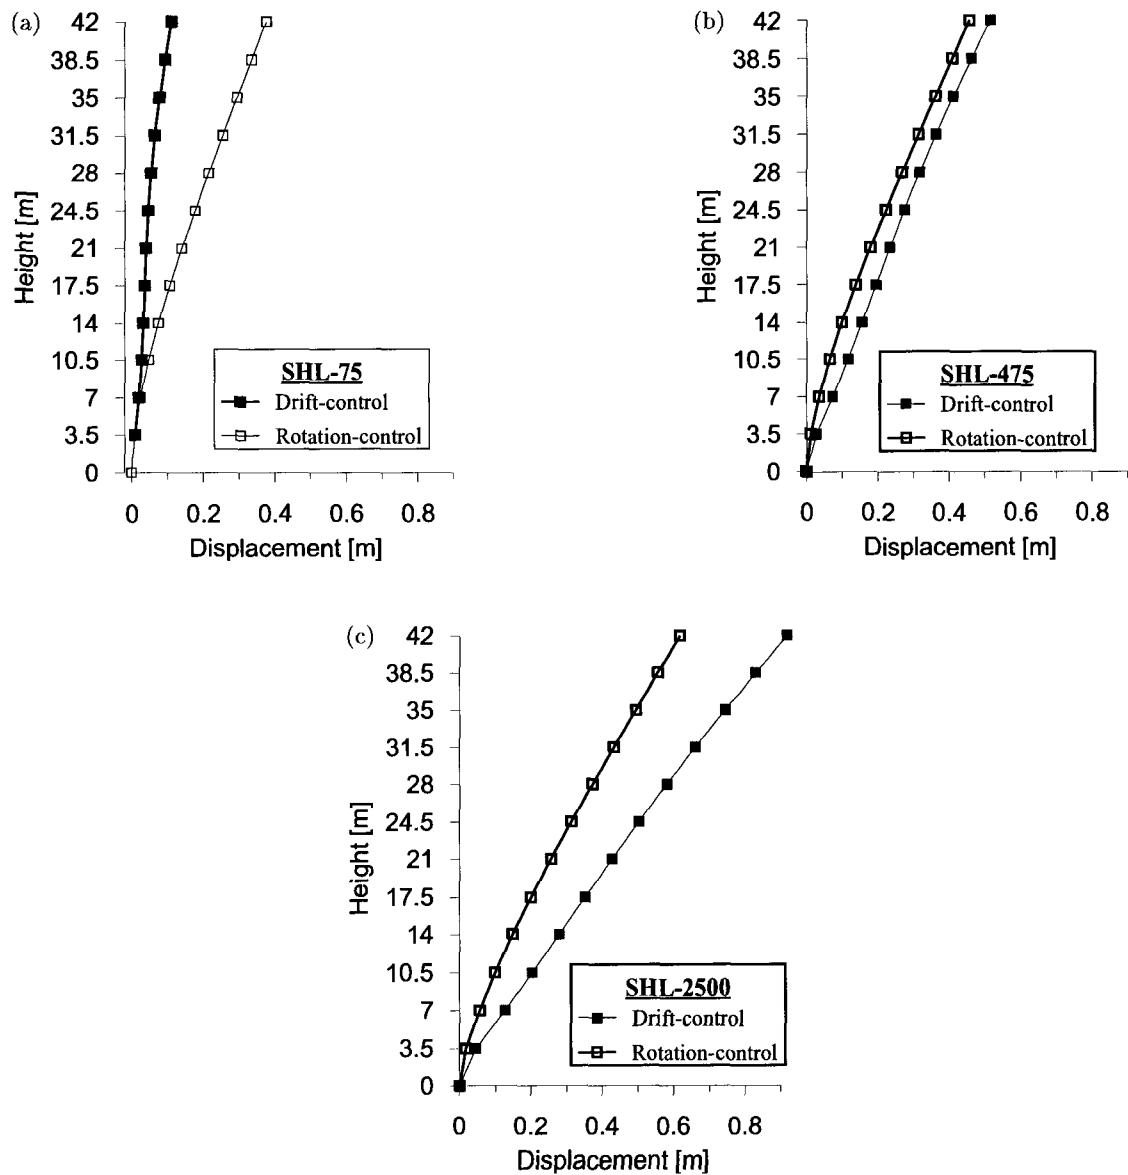 (a)
42
38.5
35
31.5
28
24.5
21
17.5
14
10.5
7
3.5
0
Height [m]
SHL-75
Drift-control
Rotation-control
0 0.2 0.4 0.6 0.8
Displacement [m]
(b)
42
38.5
35
31.5
28
24.5
21
17.5
14
10.5
7
3.5
0
Height [m]
SHL-475
Drift-control
Rotation-control
0 0.2 0.4 0.6 0.8
Displacement [m]
(c)
42
38.5
35
31.5
28
24.5
21
17.5
14
10.5
7
3.5
0
Height [m]
SHL-2500
Drift-control
Rotation-control
0 0.2 0.4 0.6 0.8
Displacement [m]